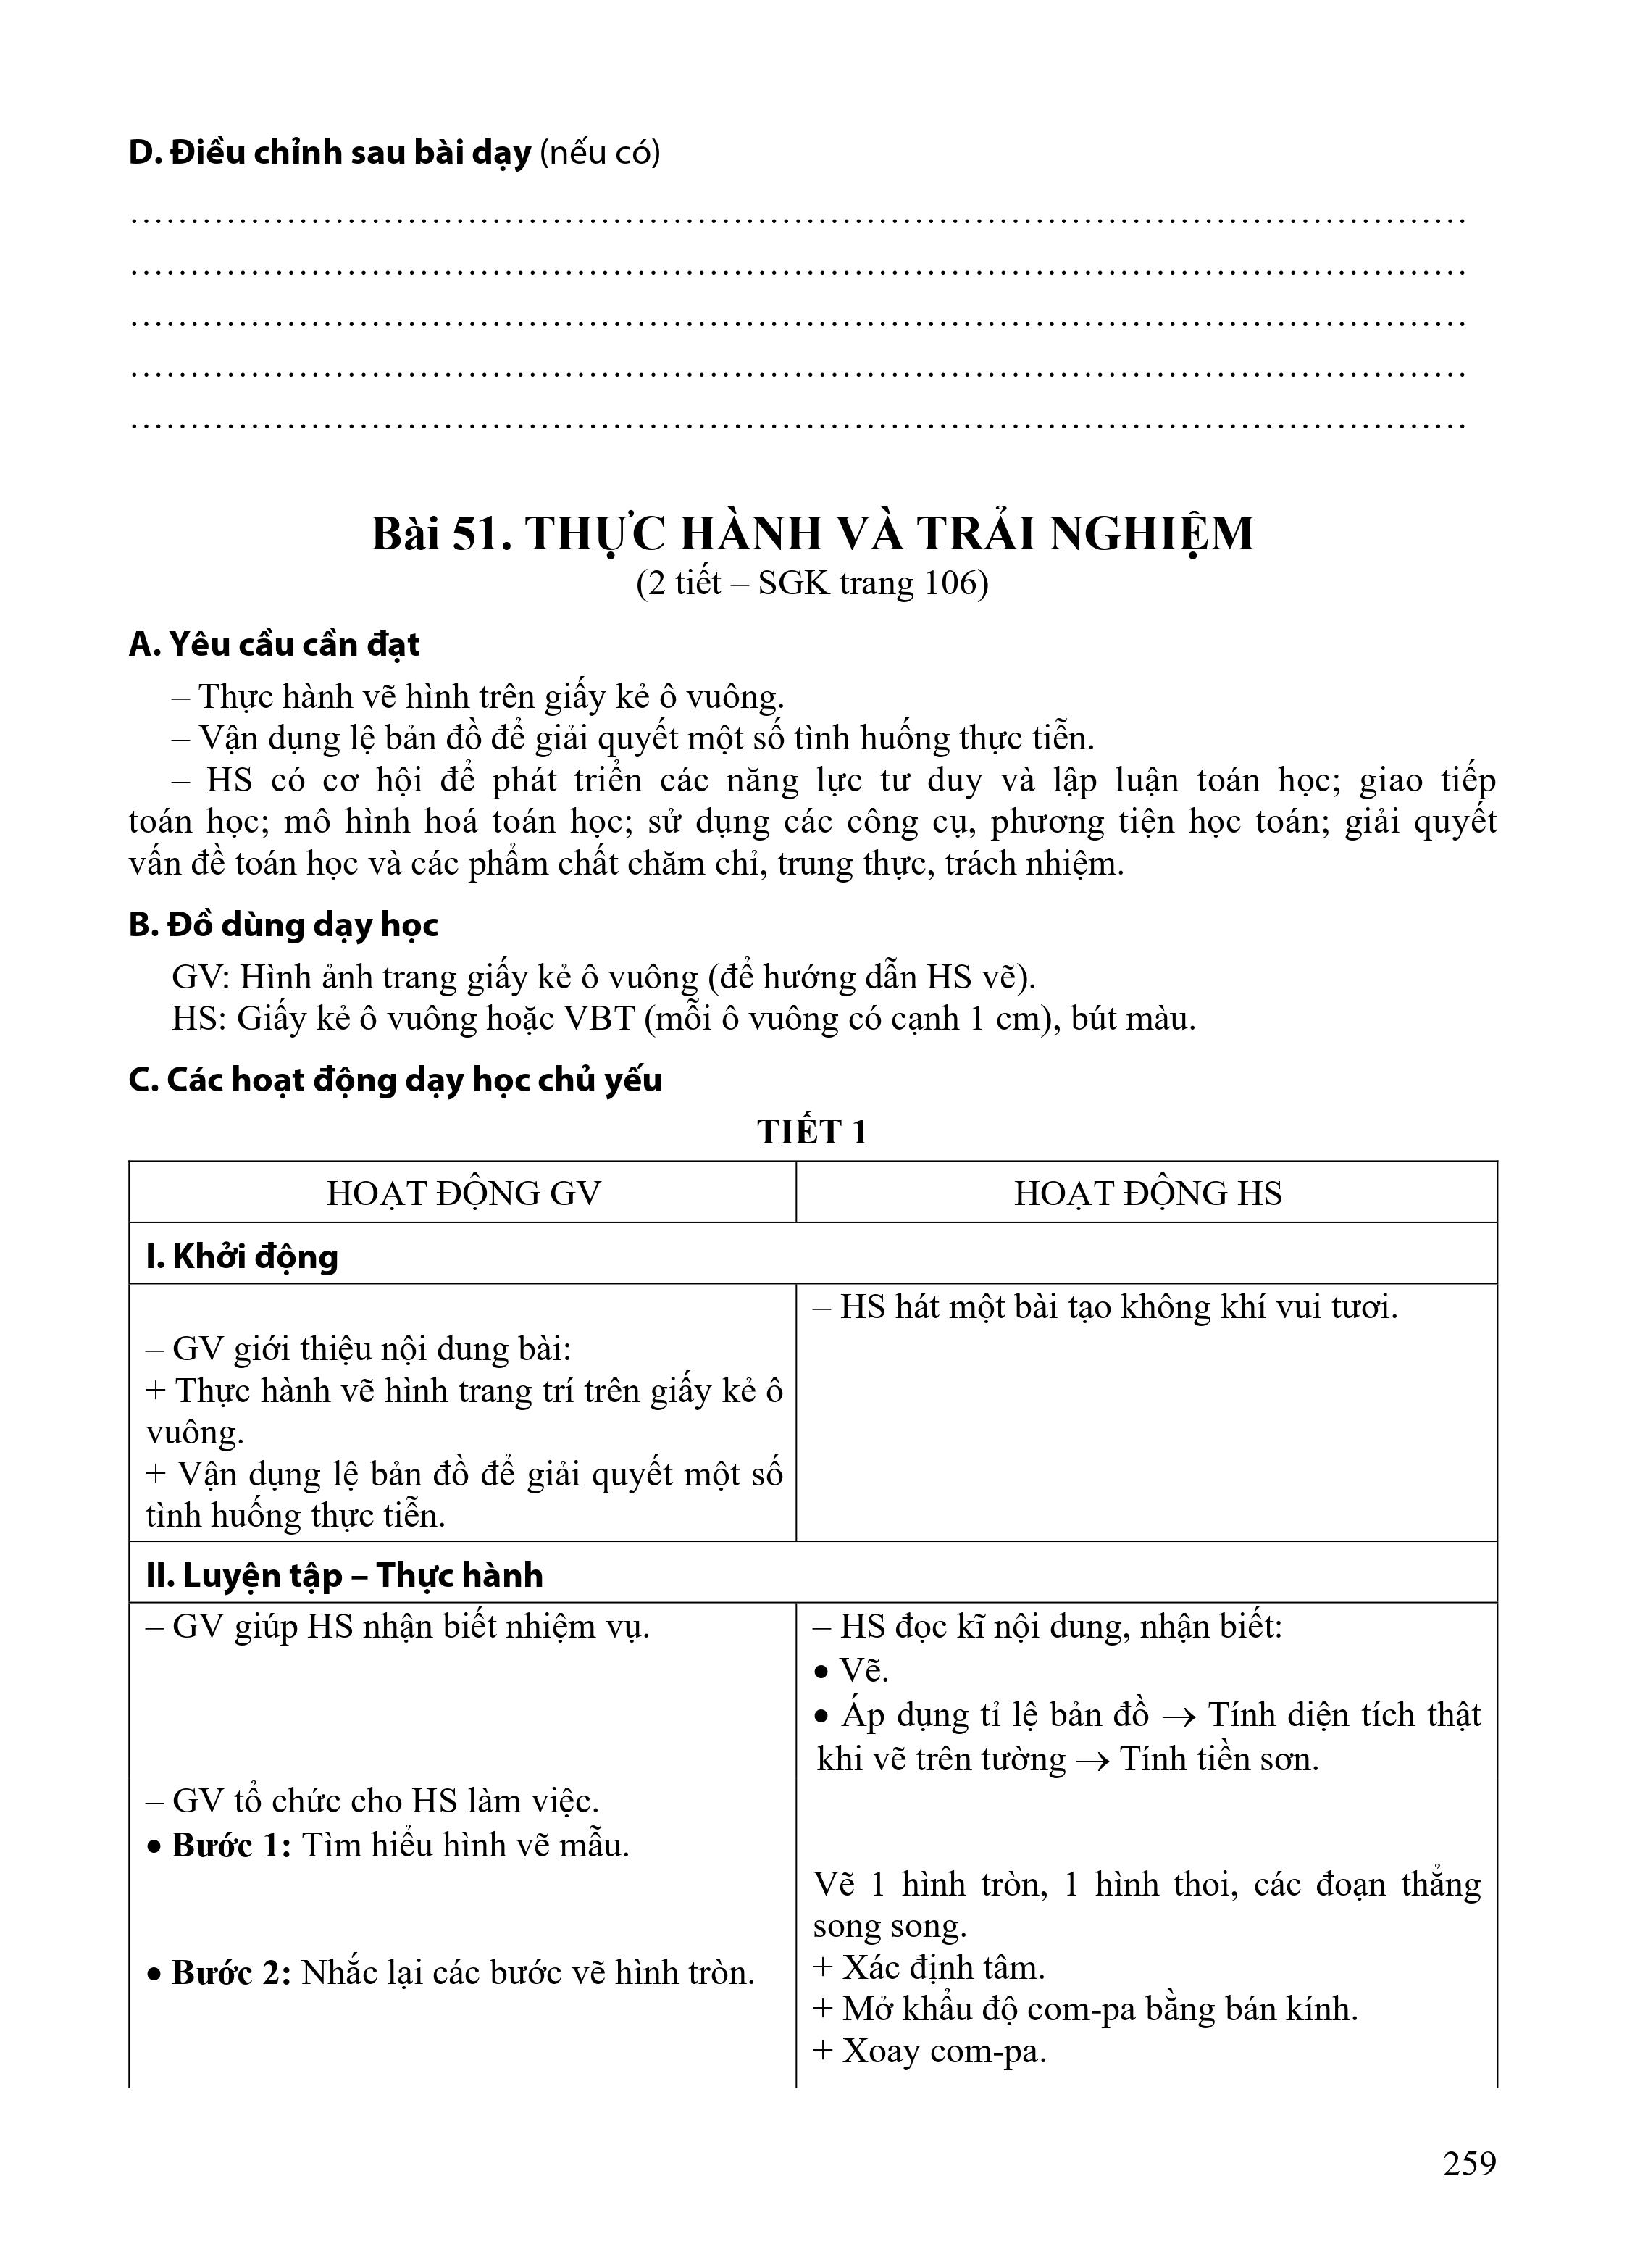 D. Điều chỉnh sau bài dạy (nếu có)
……………………………………………………………………………………………
……………………………………………………………………………………………
……………………………………………………………………………………………
……………………………………………………………………………………………
……………………………………………………………………………………………
Bài 51. THỰC HÀNH VÀ TRẢI NGHIỆM
(2 tiết – SGK trang 106)
A. Yêu cầu cần đạt
– Thực hành vẽ hình trên giấy kẻ ô vuông.
– Vận dụng lệ bản đồ để giải quyết một số tình huống thực tiễn.
– HS có cơ hội để phát triển các năng lực tư duy và lập luận toán học; giao tiếp
toán học; mô hình hoá toán học; sử dụng các công cụ, phương tiện học toán; giải quyết
vấn đề toán học và các phẩm chất chăm chỉ, trung thực, trách nhiệm.
B. Đồ dùng dạy học
GV: Hình ảnh trang giấy kẻ ô vuông (để hướng dẫn HS vẽ).
HS: Giấy kẻ ô vuông hoặc VBT (mỗi ô vuông có cạnh 1 cm), bút màu.
C. Các hoạt động dạy học chủ yếu
TIẾT 1
HOẠT ĐỘNG GV
HOẠT ĐỘNG HS
I. Khởi động
– GV giới thiệu nội dung bài:
+ Thực hành vẽ hình trang trí trên giấy kẻ ô
vuông.
+ Vận dụng lệ bản đồ để giải quyết một số
tình huống thực tiễn.
– HS hát một bài tạo không khí vui tươi.
II. Luyện tập – Thực hành
– GV giúp HS nhận biết nhiệm vụ.
– GV tổ chức cho HS làm việc.
• Bước 1: Tìm hiểu hình vẽ mẫu.
• Bước 2: Nhắc lại các bước vẽ hình tròn.
– HS đọc kĩ nội dung, nhận biết:
• Vẽ.
• Áp dụng tỉ lệ bản đồ → Tính diện tích thật
khi vẽ trên tường → Tính tiền sơn.
Vẽ 1 hình tròn, 1 hình thoi, các đoạn thẳng
song song.
+ Xác định tâm.
+ Mở khẩu độ com-pa bằng bán kính.
+ Xoay com-pa.
259